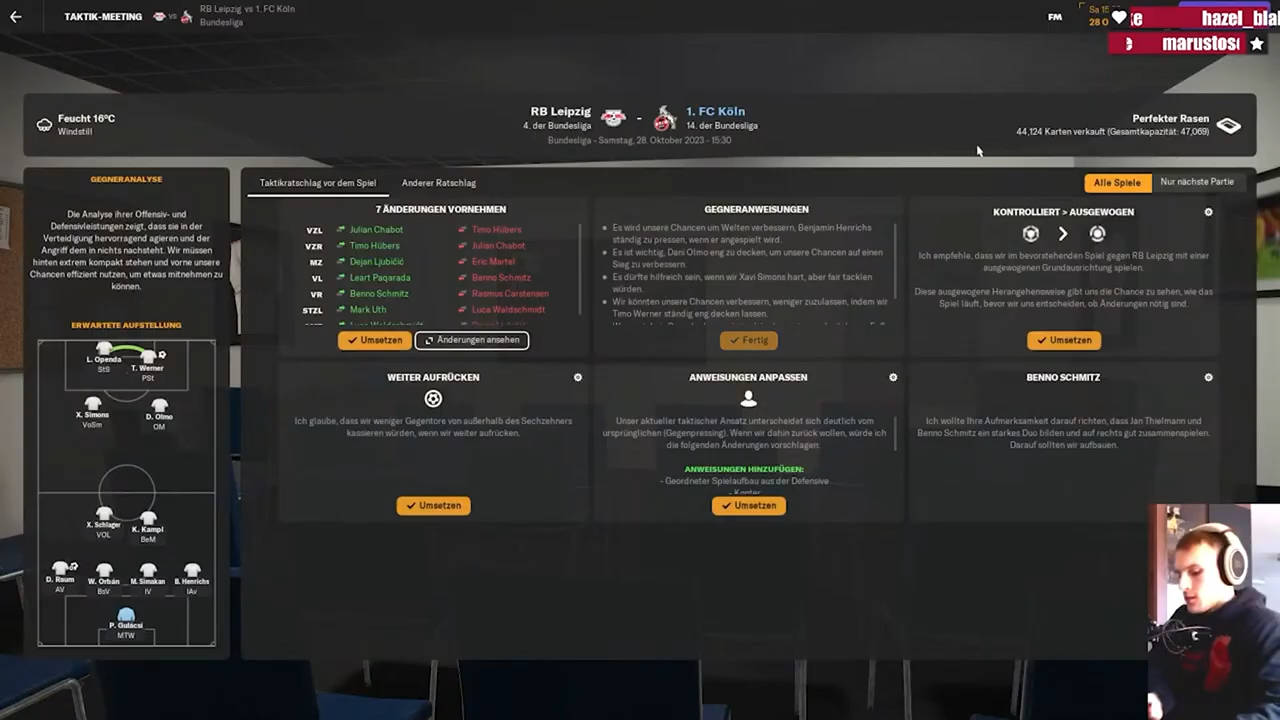 TAKTIK-MEETING
vs
RB Leipzig vs 1. FC Köln
Bundesliga
FM
28 O
hazel_bla
marustos
Feucht 16ºC
Windstill
RB Leipzig - 1. FC Köln
4. der Bundesliga
14. der Bundesliga
Bundesliga - Samstag, 28. Oktober 2023 - 15:30
Perfekter Rasen
44,124 Karten verkauft (Gesamtkapazität: 47,069)
GEGNERANALYSE
Die Analyse ihrer Offensiv- und
Defensivleistungen zeigt, dass sie in der
Verteidigung hervorragend agieren und der
Angriff dem in nichts nachsteht. Wir müssen
hinten extrem kompakt stehen und vorne unsere
Chancen effizient nutzen, um etwas mitnehmen zu
können.
ERWARTETE AUFSTELLUNG
L. Openda
StS
T. Werner
PSt
X. Simons
VoSm
D. Olmo
OM
X. Schlager
VOL
K. Kampl
BeM
D. Raum
AV
W. Orbán
BsV
M. Simakan
IV
B. Henrichs
IAv
P. Gulácsi
MTW
Taktikratschlag vor dem Spiel
Anderer Ratschlag
Alle Spiele
Nur nächste Partie
7 ÄNDERUNGEN VORNEHMEN
VZL Julian Chabot Timo Hübers
VZR Timo Hübers Julian Chabot
MZ Dejan Ljubičić Eric Martel
VL Leart Paqarada Benno Schmitz
VR Benno Schmitz Rasmus Carstensen
STZL Mark Uth Luca Waldschmidt
Umsetzen
Änderungen ansehen
GEGNERANWEISUNGEN
Es wird unsere Chancen um Welten verbessern, Benjamin Henrichs
ständig zu pressen, wenn er angespielt wird.
Es ist wichtig, Dani Olmo eng zu decken, um unsere Chancen auf einen
Sieg zu verbessern.
Es dürfte hilfreich sein, wenn wir Xavi Simons hart, aber fair tacklen
würden.
Wir könnten unsere Chancen verbessern, weniger zuzulassen, indem wir
Timo Werner ständig eng decken lassen.
Fertig
KONTROLLIERT > AUSGEWOGEN
Ich empfehle, dass wir im bevorstehenden Spiel gegen RB Leipzig mit einer
ausgewogenen Grundausrichtung spielen.
Diese ausgewogene Herangehensweise gibt uns die Chance zu sehen, wie das
Spiel läuft, bevor wir uns entscheiden, ob Änderungen nötig sind.
Umsetzen
WEITER AUFRÜCKEN
Ich glaube, dass wir weniger Gegentore von außerhalb des Sechzehners
kassieren würden, wenn wir weiter aufrücken.
Umsetzen
ANWEISUNGEN ANPASSEN
Unser aktueller taktischer Ansatz unterscheidet sich deutlich vom
ursprünglichen (Gegenpressing). Wenn wir dahin zurück wollen, würde ich
die folgenden Änderungen vorschlagen:
ANWEISUNGEN HINZUFÜGEN:
- Geordneter Spielaufbau aus der Defensive
- Konter
Umsetzen
BENNO SCHMITZ
Ich wollte Ihre Aufmerksamkeit darauf richten, dass Jan Thielmann und
Benno Schmitz ein starkes Duo bilden und auf rechts gut zusammenspielen.
Darauf sollten wir aufbauen.